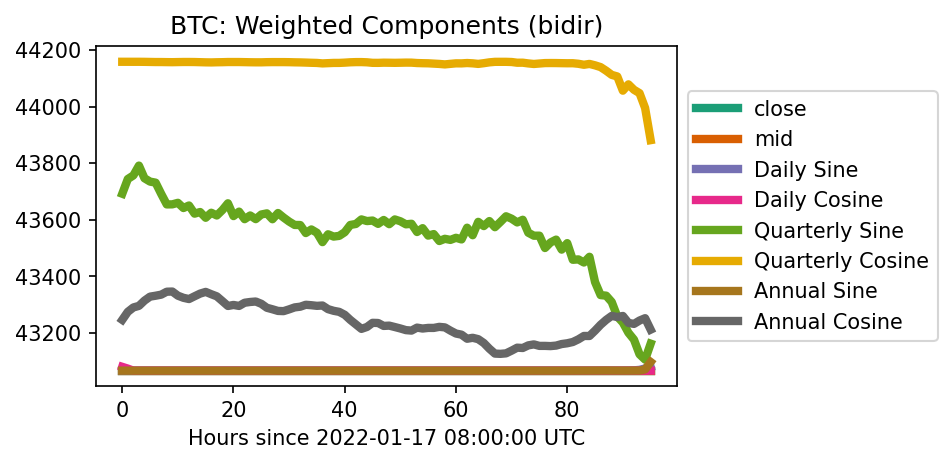 BTC: Weighted Components (bidir)
44200
44000
43800
43600
43400
43200
0
20
40
60
80
Hours since 2022-01-17 08:00:00 UTC
close
mid
Daily Sine
Daily Cosine
Quarterly Sine
Quarterly Cosine
Annual Sine
Annual Cosine